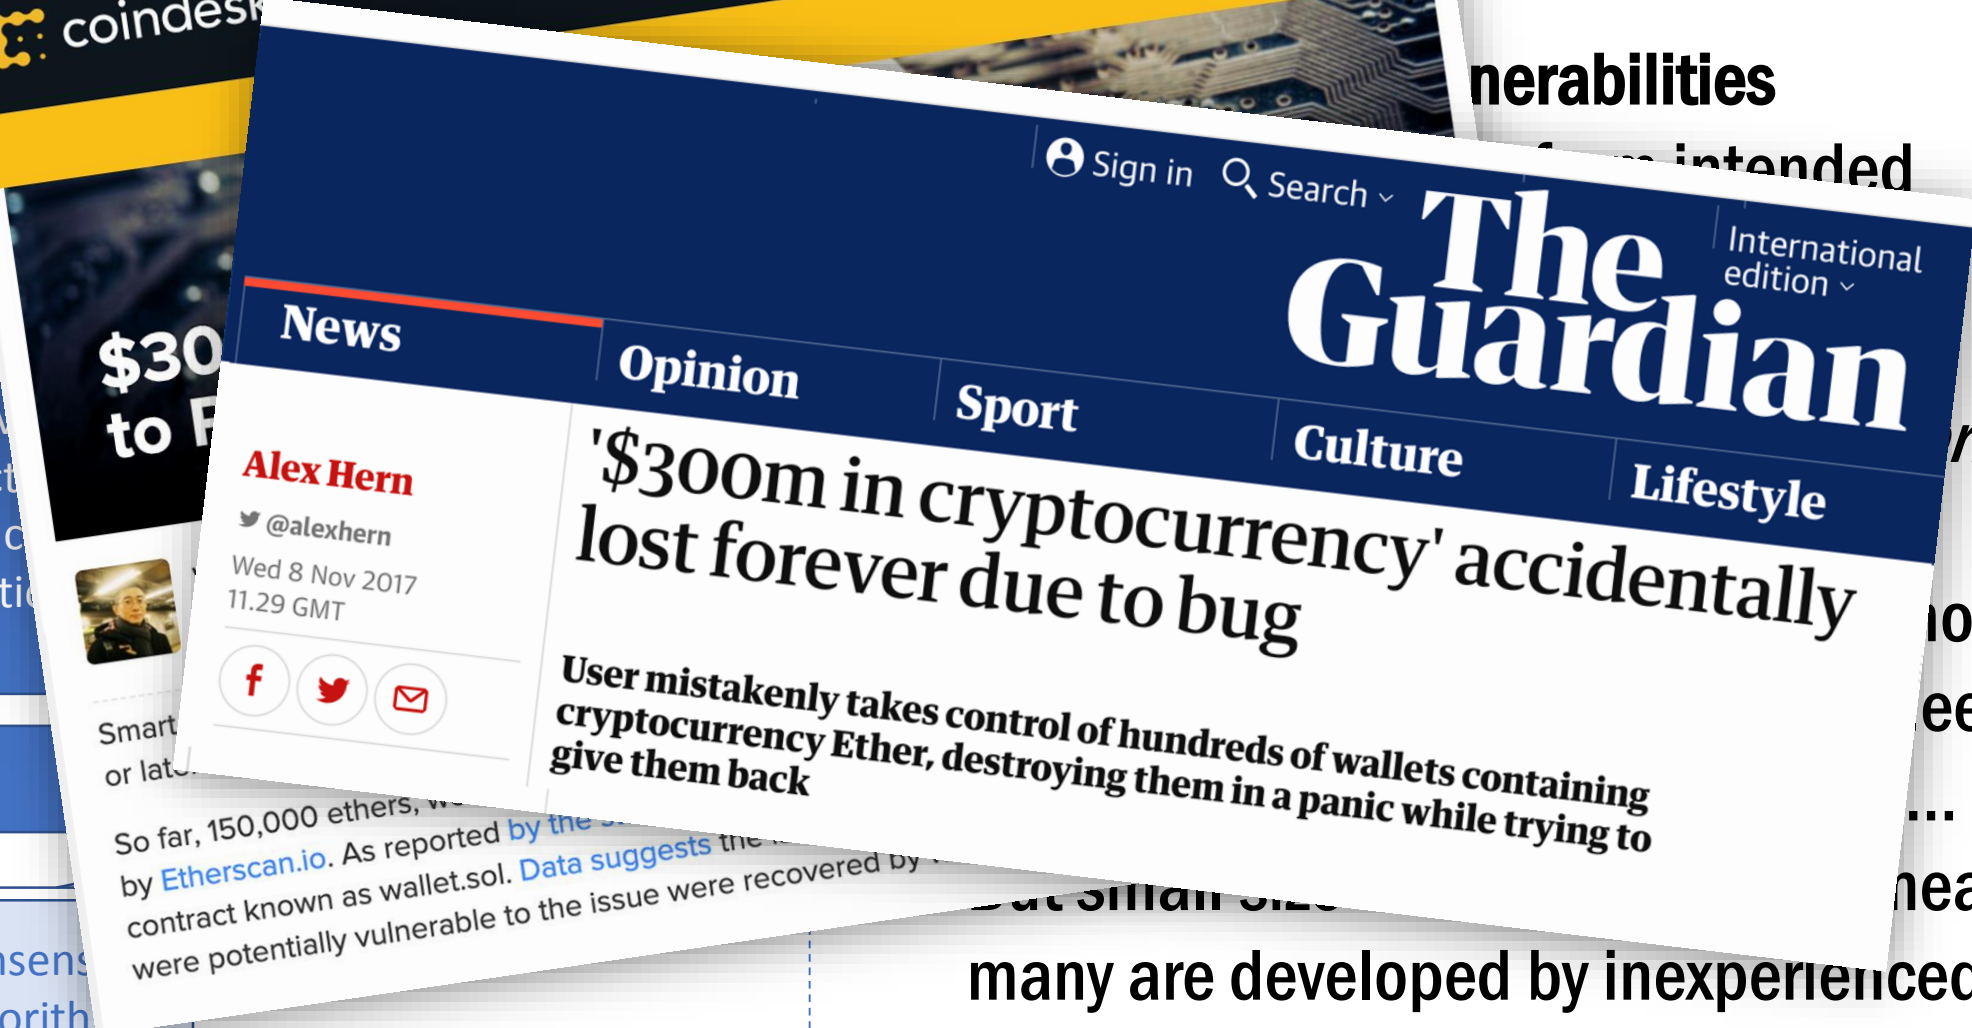 coindesk
nerabilities
intended
Sign in
Search
The
Guardian
International
edition
News
Opinion
Sport
Culture
Lifestyle
$30
to
Alex Hern
@alexhern
Wed 8 Nov 2017
11.29 GMT
'$300m in cryptocurrency' accidentally
lost forever due to bug
User mistakenly takes control of hundreds of wallets containing
cryptocurrency Ether, destroying them in a panic while trying to
give them back
Smart
or
So far, 150,000 ethers,
by Etherscan.io. As reported by the
contract known as wallet.sol. Data suggests the
were potentially vulnerable to the issue were recovered by
...
But small size
many are developed by inexperienced